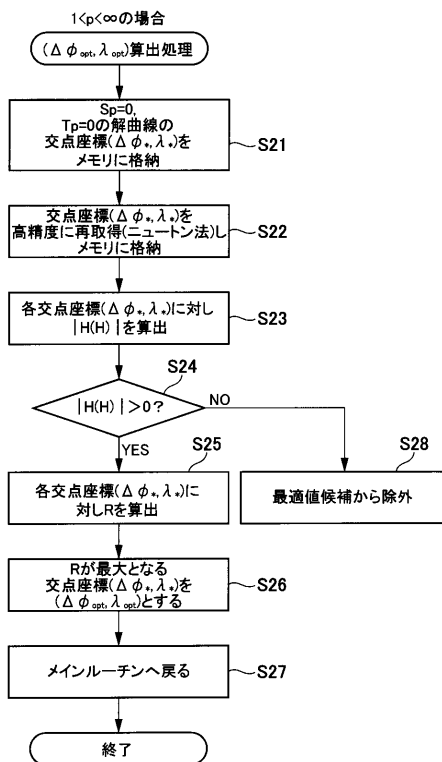 1<p<∞の場合
(Δφopt,λopt)算出処理
Sp=0,
Tp=0の解曲線の
交点座標(Δφ*,λ*)を
メモリに格納
S21
交点座標(Δφ*,λ*)を
高精度に再取得(ニュートン法)し
メモリに格納
S22
各交点座標(Δφ*,λ*)に対し
|H(H)|を算出
S23
S24
|H(H)|>0?
NO
YES
S25
各交点座標(Δφ*,λ*)に
対しRを算出
S28
最適値候補から除外
Rが最大となる
交点座標(Δφ*,λ*)を
(Δφopt,λopt)とする
S26
メインルーチンへ戻る
S27
終了